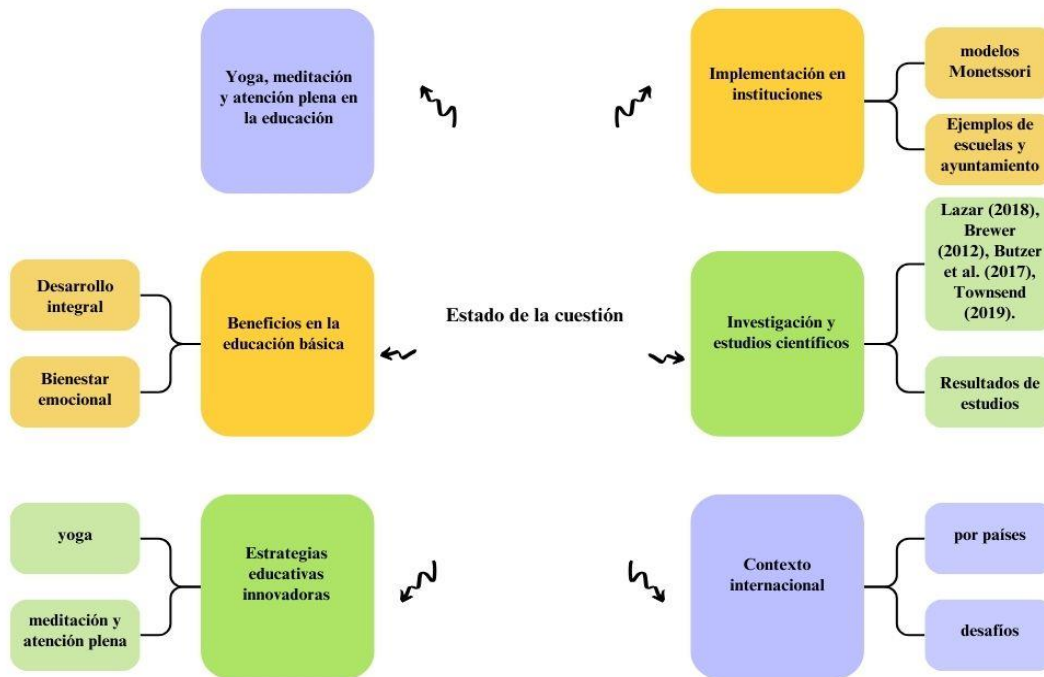 Yoga, meditación
y atención plena en
la educación
Implementación en
instituciones
modelos
Monetssori
Ejemplos de
escuelas y
ayuntamiento
Desarrollo
integral
Bienestar
emocional
Beneficios en la
educación básica
Estado de la cuestión
Investigación y
estudios científicos
Lazar (2018),
Brewer
(2012), Butzer
et al. (2017),
Townsend
(2019).
Resultados de
estudios
yoga
meditación y
atención plena
Estrategias
educativas
innovadoras
Contexto
internacional
por países
desafíos